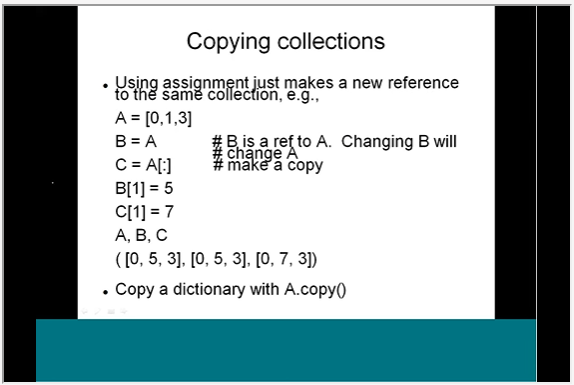 Copying collections
• Using assignment just makes a new reference
to the same collection, e.g.,
A = [0,1,3]
B = A # B is a ref to A. Changing B will
# change A
C = A[:] # make a copy
B[1] = 5
C[1] = 7
A, B, C
( [0, 5, 3], [0, 5, 3], [0, 7, 3])
• Copy a dictionary with A.copy()